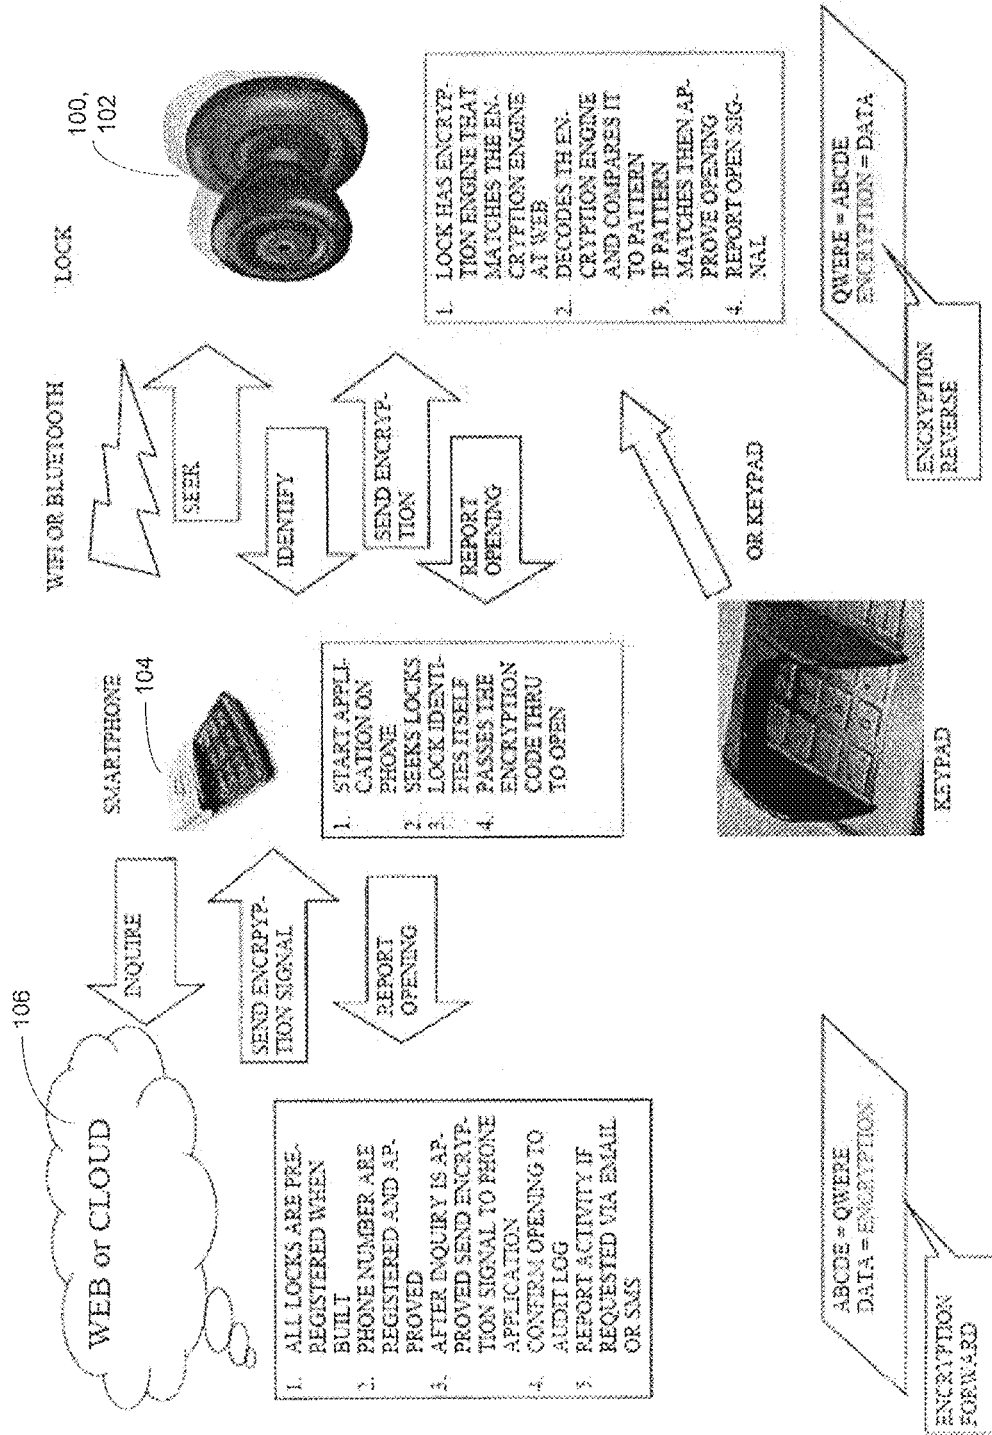 WEB or CLOUD
106
1. ALL LOCKS ARE PRE-
REGISTERED WHEN
BUILT
2. PHONE NUMBER ARE
REGISTERED AND AP-
PROVED
3. AFTER INQUIRY IS AP-
PROVED SEND ENCRYP-
TION SIGNAL TO PHONE
APPLICATION
4. CONFIRM OPENING TO
AUDIT LOG
5. REPORT ACTIVITY IF
REQUESTED VIA EMAIL
OR SMS
ABCDE = QWERE
DATA = ENCRYPTION
ENCRYPTION
FORWARD
INQUIRE
SEND ENCRPYP-
TION SIGNAL
REPORT
OPENING
SMARTPHONE
104
1. START APPLI-
CATION ON
PHONE
2. SEEKS LOCKS
3. LOCK IDENTI-
FIES ITSELF
4. PASSES THE
ENCRYPTION
CODE THRU
TO OPEN
KEYPAD
WIFI OR BLUETOOTH
SEEK
IDENTIFY
SEND ENCRYP-
TION
REPORT
OPENING
OR KEYPAD
LOCK
100,
102
1. LOCK HAS ENCRYP-
TION ENGINE THAT
MATCHES THE EN-
CRYPTION ENGINE
AT WEB
2. DECODES TH EN-
CRYPTION ENGINE
AND COMPARES IT
TO PATTERN
3. IF PATTERN
MATCHES THEN AP-
PROVE OPENING
4. REPORT OPEN SIG-
NAL
QWERE = ABCDE
ENCRYPTION = DATA
ENCRYPTION
REVERSE